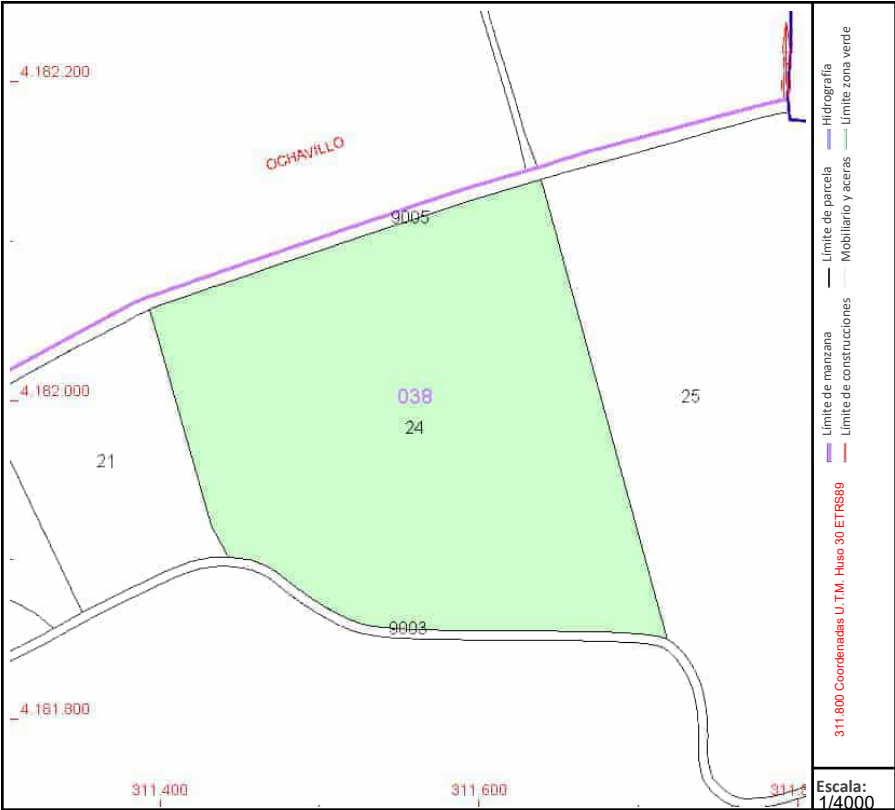 4.182.200
OCHAVILLO
9005
4.182.000
038
24
25
21
9003
4.181.800
311.400
311.600
Límite de manzana
Límite de parcela
Hidrografía
Límite de construcciones
Mobiliario y aceras
Límite zona verde
311.800 Coordenadas U.T.M. Huso 30 ETRS89
Escala:
1/4000